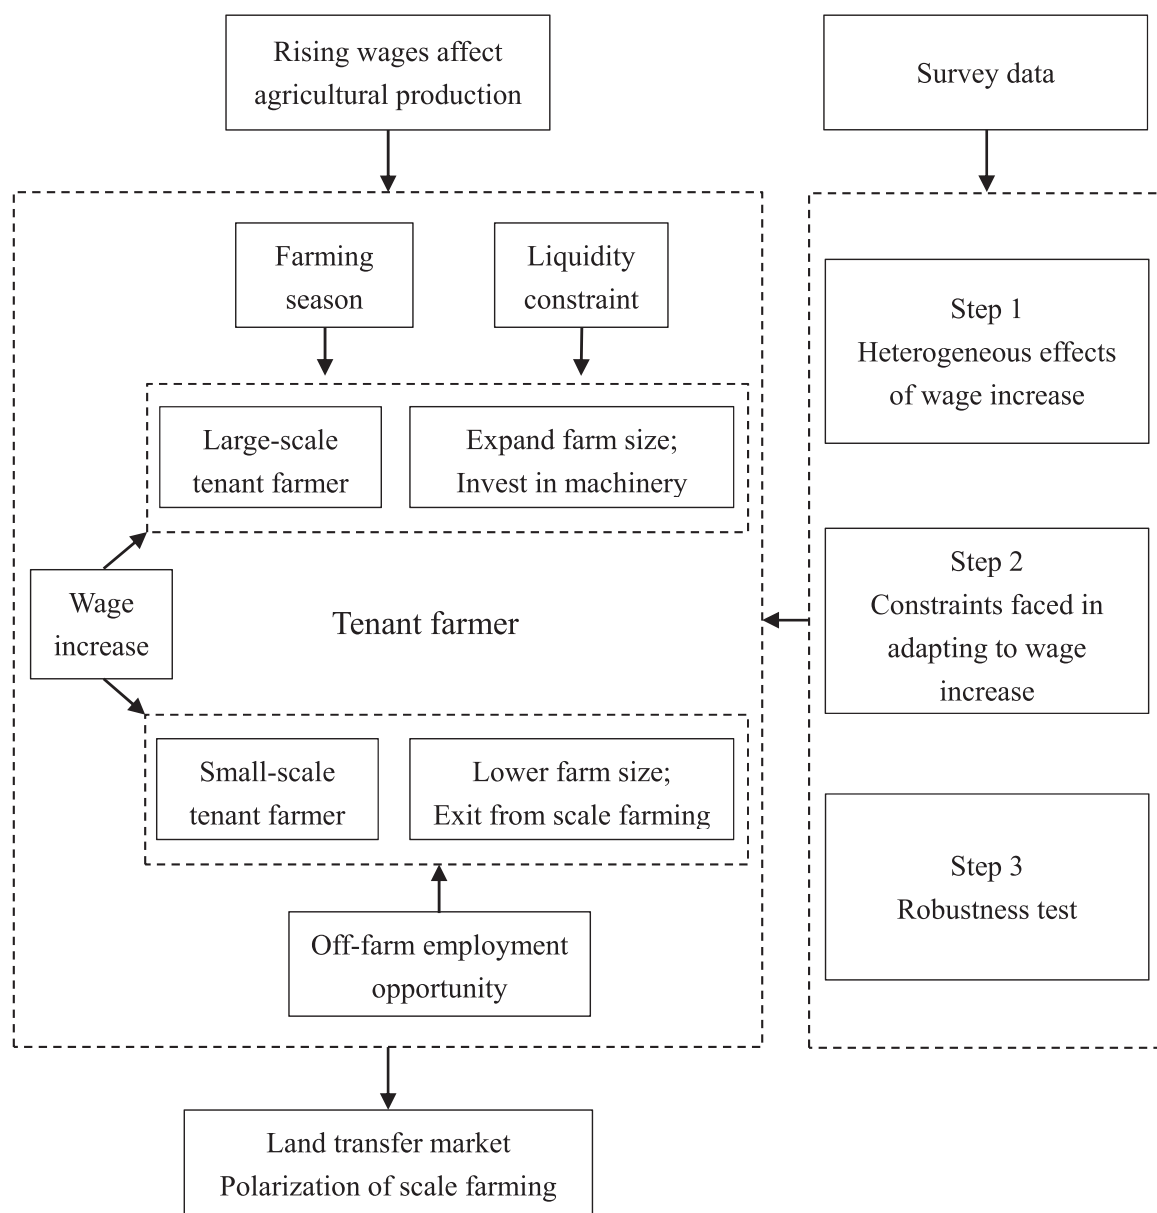 Rising wages affect
agricultural production
Survey data
Farming
season
Liquidity
constraint
Large-scale
tenant farmer
Expand farm size;
Invest in machinery
Wage
increase
Tenant farmer
Small-scale
tenant farmer
Lower farm size;
Exit from scale farming
Off-farm employment
opportunity
Land transfer market
Polarization of scale farming
Step 1
Heterogeneous effects
of wage increase
Step 2
Constraints faced in
adapting to wage
increase
Step 3
Robustness test